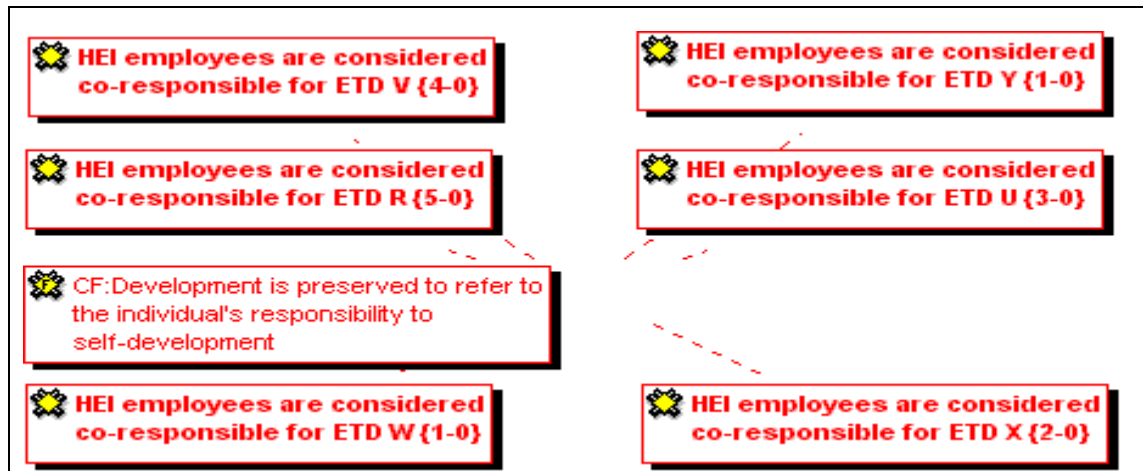 HEI employees are considered
co-responsible for ETD V {4-0}
HEI employees are considered
co-responsible for ETD Y {1-0}
HEI employees are considered
co-responsible for ETD R {5-0}
HEI employees are considered
co-responsible for ETD U {3-0}
CF:Development is preserved to refer to
the individual's responsibility to
self-development
HEI employees are considered
co-responsible for ETD W {1-0}
HEI employees are considered
co-responsible for ETD X {2-0}